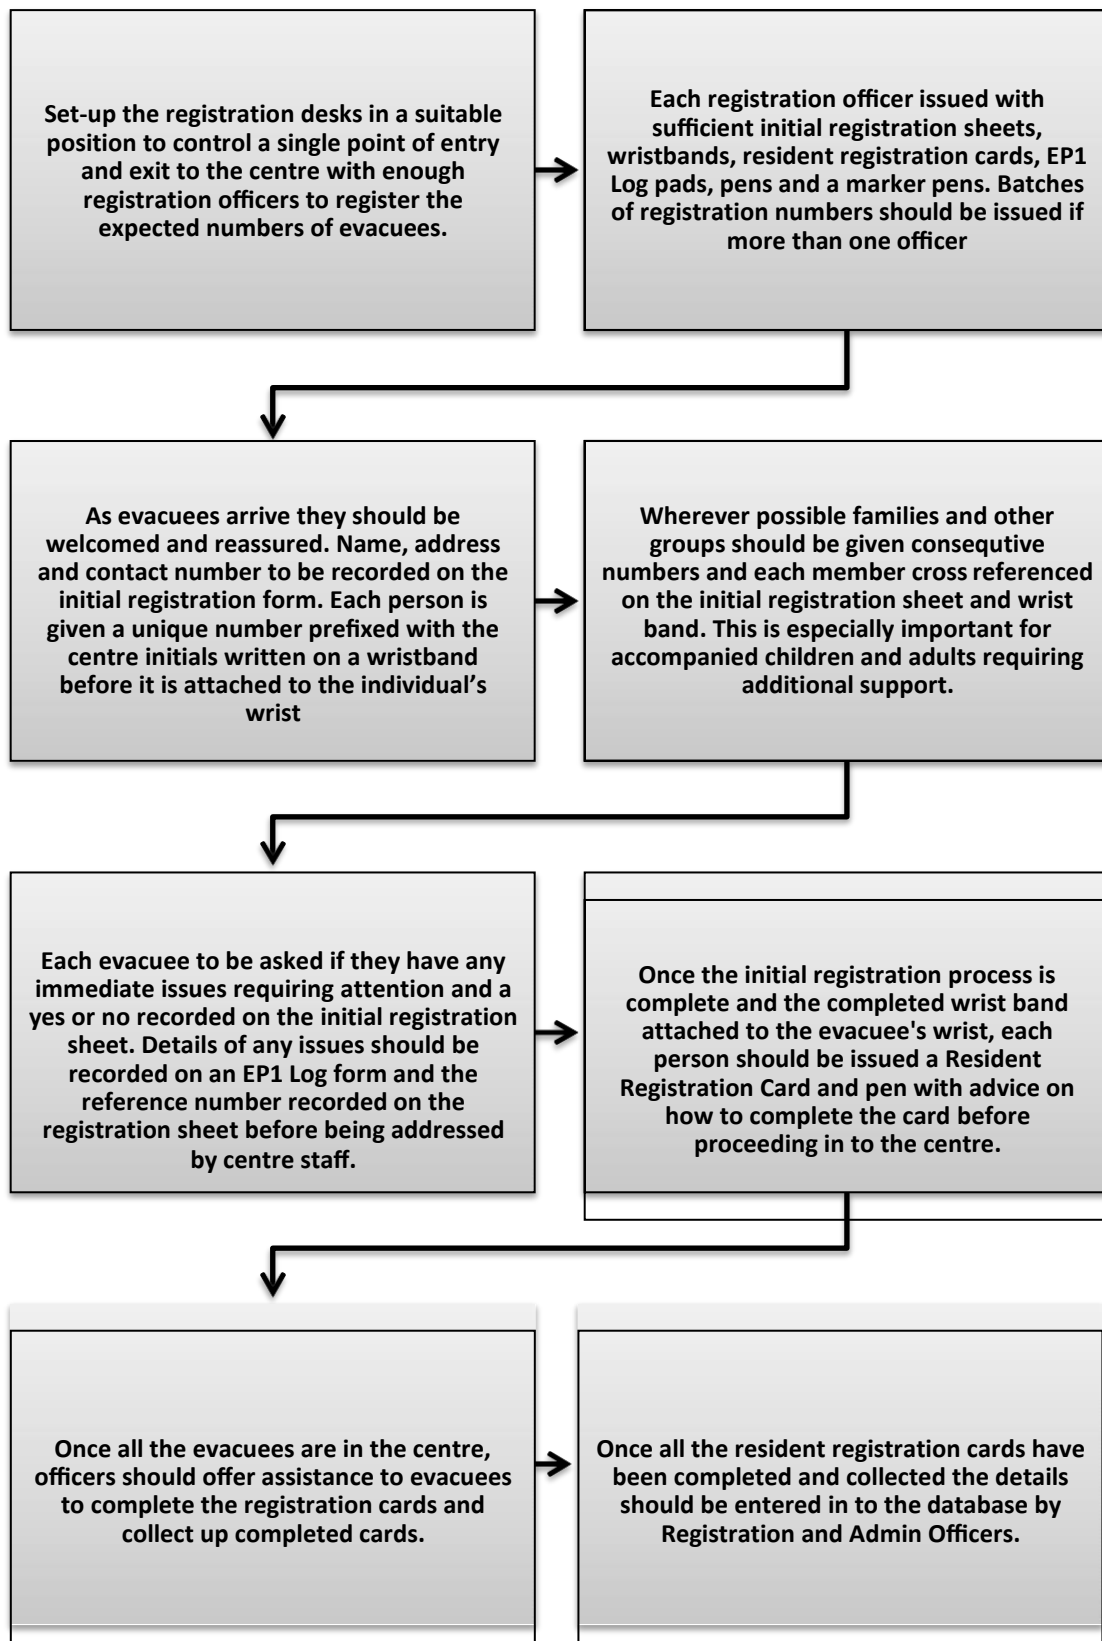 Set-up the registration desks in a suitable
position to control a single point of entry
and exit to the centre with enough
registration officers to register the
expected numbers of evacuees.
Each registration officer issued with
sufficient initial registration sheets,
wristbands, resident registration cards, EP1
Log pads, pens and a marker pens. Batches
of registration numbers should be issued if
more than one officer
As evacuees arrive they should be
welcomed and reassured. Name, address
and contact number to be recorded on the
initial registration form. Each person is
given a unique number prefixed with the
centre initials written on a wristband
before it is attached to the individual’s
wrist
Wherever possible families and other
groups should be given consequtive
numbers and each member cross referenced
on the initial registration sheet and wrist
band. This is especially important for
accompanied children and adults requiring
additional support.
Each evacuee to be asked if they have any
immediate issues requiring attention and a
yes or no recorded on the initial registration
sheet. Details of any issues should be
recorded on an EP1 Log form and the
reference number recorded on the
registration sheet before being addressed
by centre staff.
Once the initial registration process is
complete and the completed wrist band
attached to the evacuee's wrist, each
person should be issued a Resident
Registration Card and pen with advice on
how to complete the card before
proceeding in to the centre.
Once all the evacuees are in the centre,
officers should offer assistance to evacuees
to complete the registration cards and
collect up completed cards.
Once all the resident registration cards have
been completed and collected the details
should be entered in to the database by
Registration and Admin Officers.